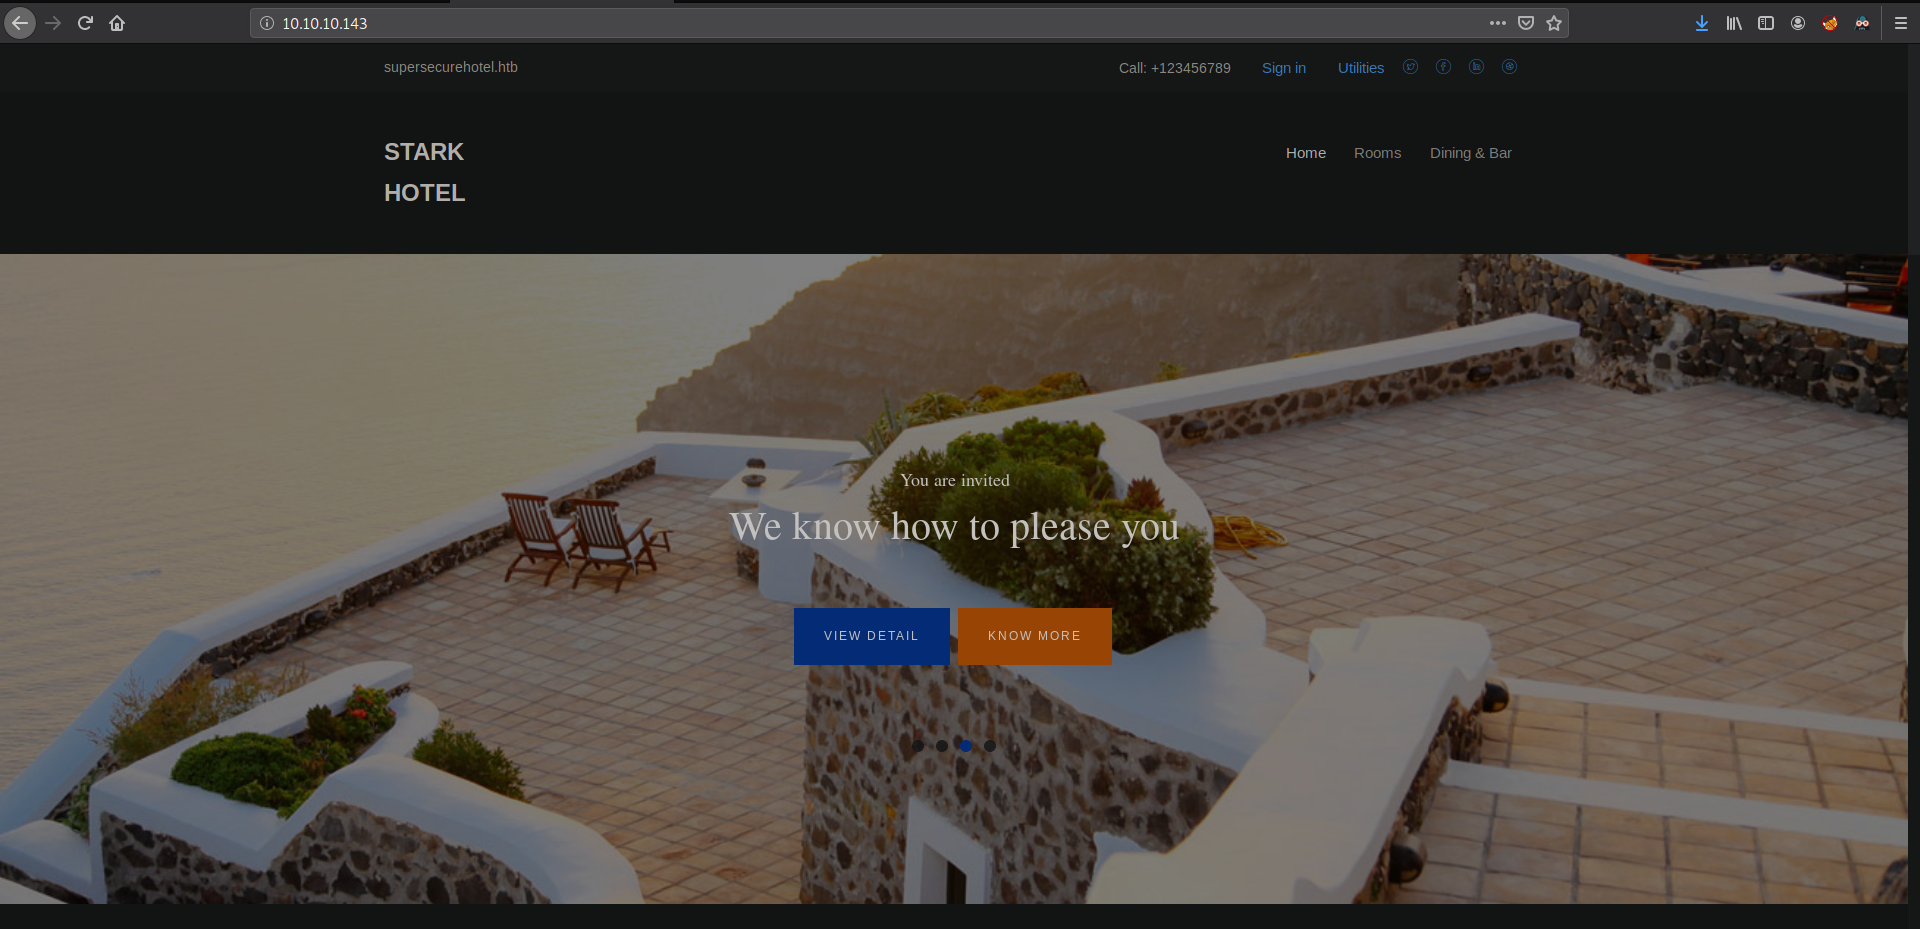 10.10.10.143
supersecurehotel.htb
Call: +123456789 Sign in Utilities
STARK
HOTEL
Home Rooms Dining & Bar
You are invited
We know how to please you
VIEW DETAIL KNOW MORE